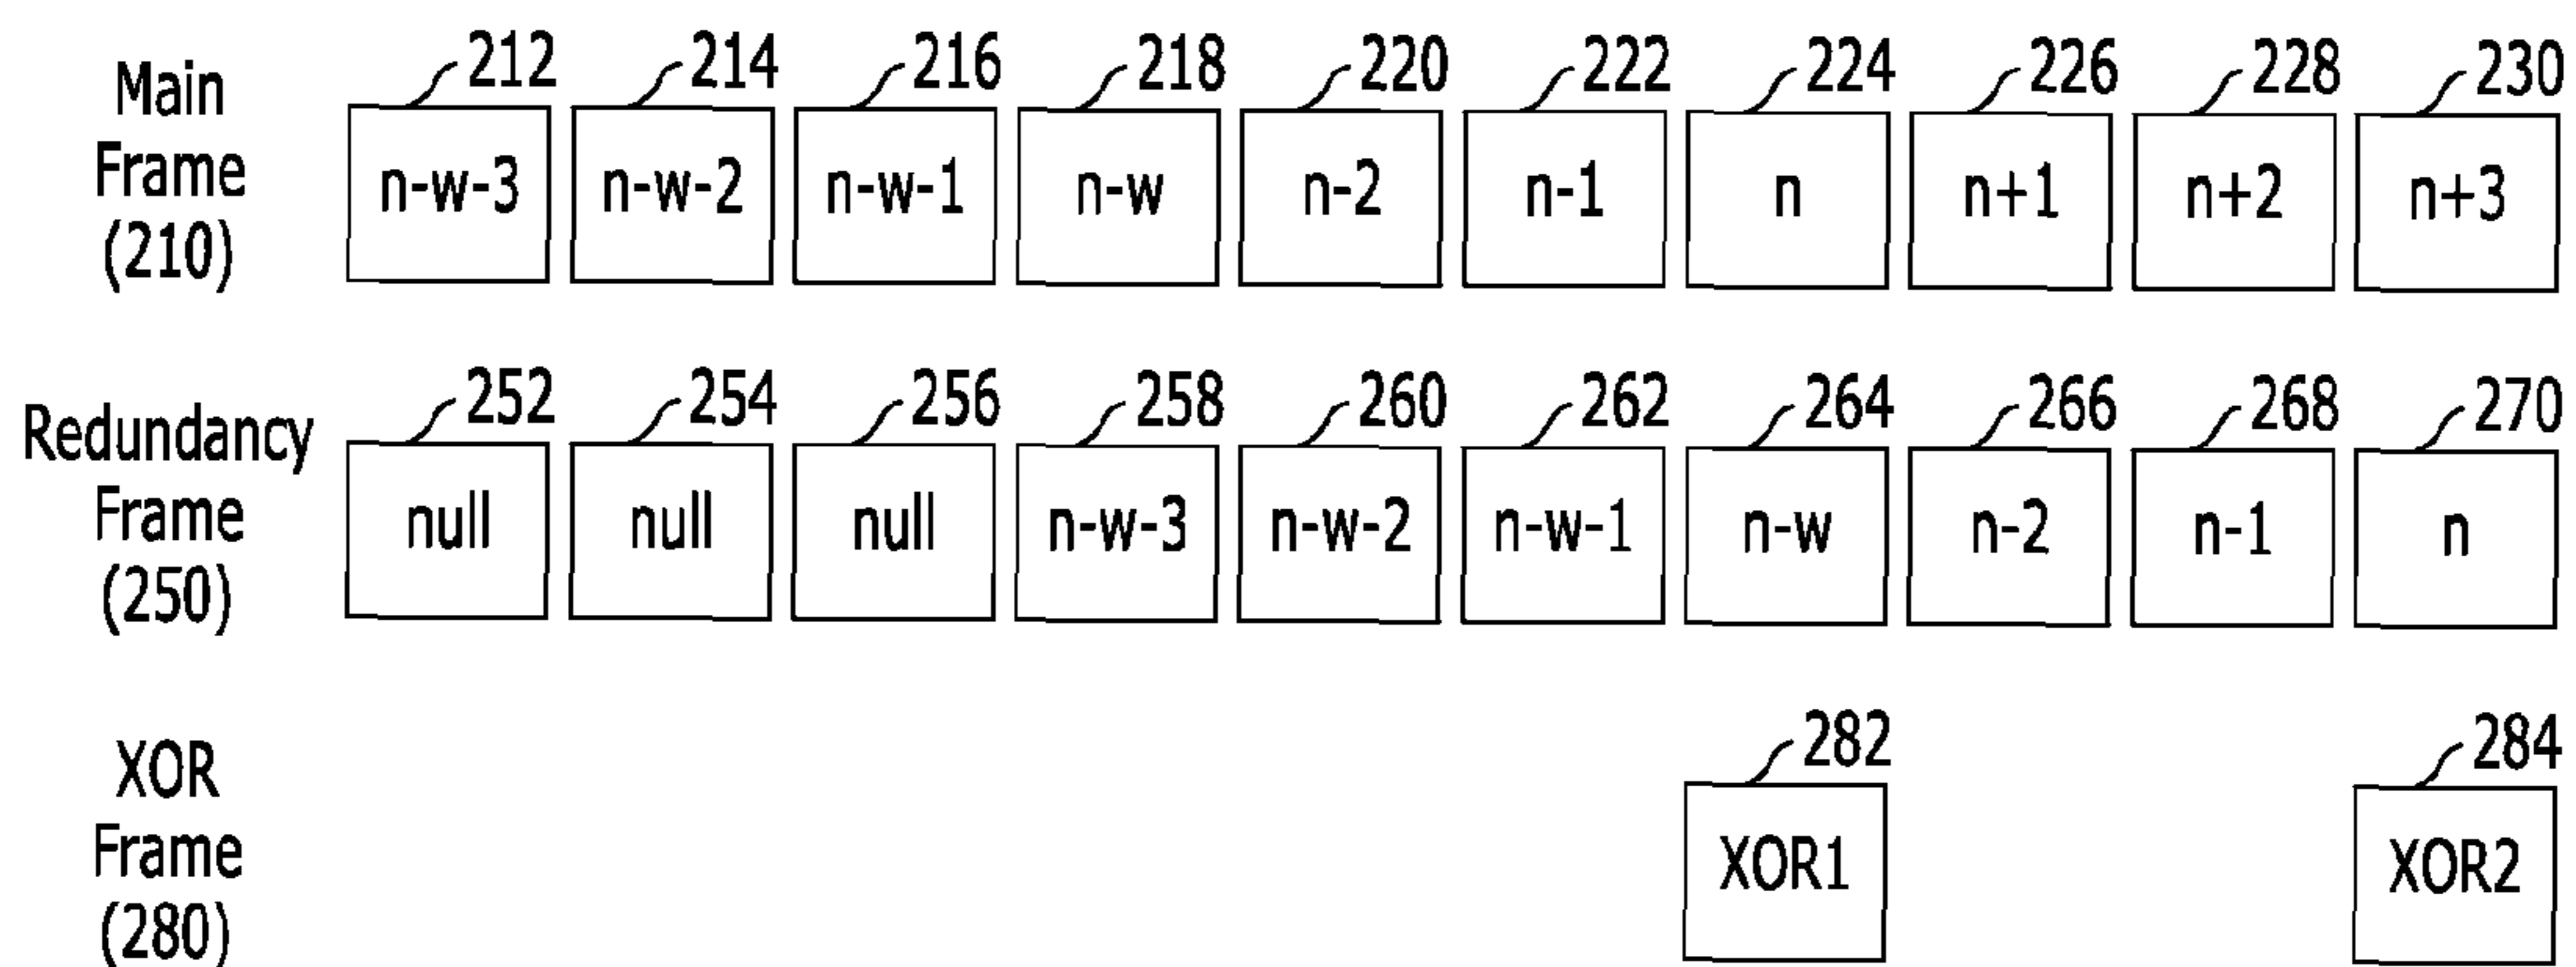 212 214 216 218 220 222 224 226 228 230
Main
Frame
(210)
n-w-3 n-w-2 n-w-1 n-w n-2 n-1 n n+1 n+2 n+3
252 254 256 258 260 262 264 266 268 270
Redundancy
Frame
(250)
null null null n-w-3 n-w-2 n-w-1 n-w n-2 n-1 n
282 284
XOR
Frame
(280)
XOR1 XOR2